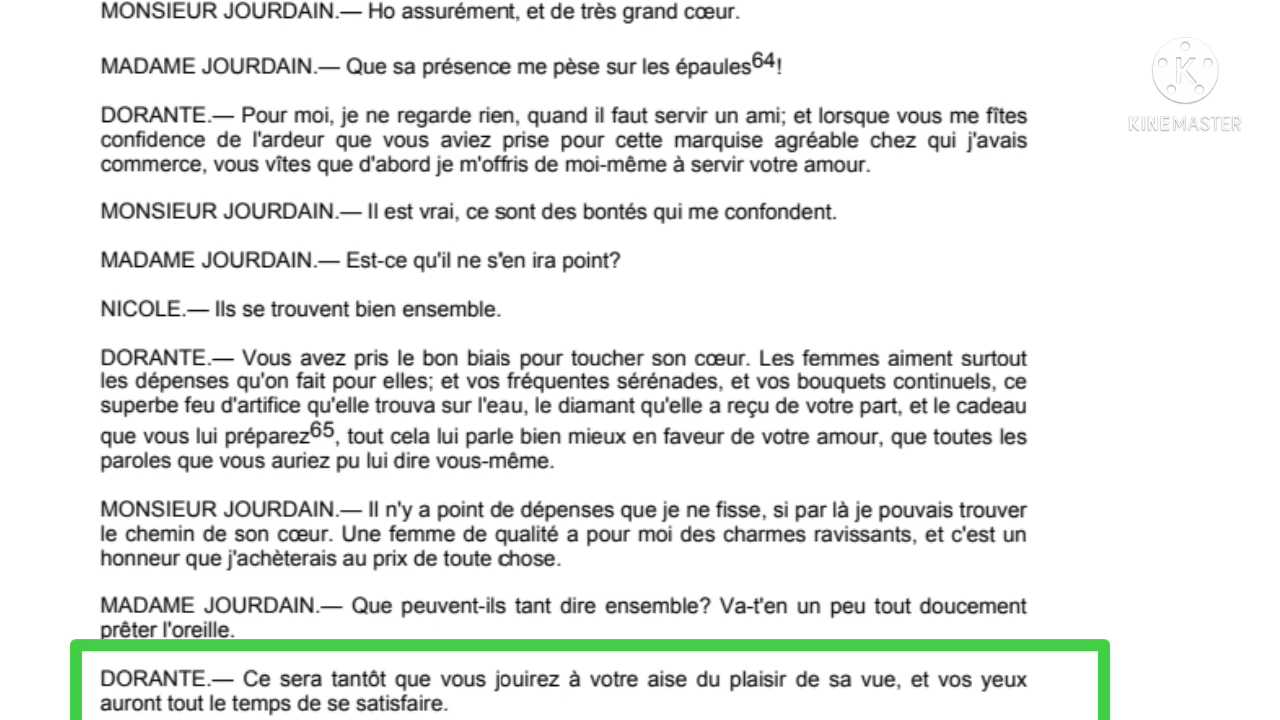 MONSIEUR JOURDAIN.— Ho assurément, et de très grand cœur.
MADAME JOURDAIN.— Que sa présence me pèse sur les épaules64!
DORANTE.— Pour moi, je ne regarde rien, quand il faut servir un ami; et lorsque vous me fîtes
confidence de l'ardeur que vous aviez prise pour cette marquise agréable chez qui j'avais
commerce, vous vîtes que d'abord je m'offris de moi-même à servir votre amour.
MONSIEUR JOURDAIN.— Il est vrai, ce sont des bontés qui me confondent.
MADAME JOURDAIN.— Est-ce qu'il ne s'en ira point?
NICOLE.— Ils se trouvent bien ensemble.
DORANTE.— Vous avez pris le bon biais pour toucher son cœur. Les femmes aiment surtout
les dépenses qu'on fait pour elles; et vos fréquentes sérénades, et vos bouquets continuels, ce
superbe feu d'artifice qu'elle trouva sur l'eau, le diamant qu'elle a reçu de votre part, et le cadeau
que vous lui préparez65, tout cela lui parle bien mieux en faveur de votre amour, que toutes les
paroles que vous auriez pu lui dire vous-même.
MONSIEUR JOURDAIN.— Il n'y a point de dépenses que je ne fisse, si par là je pouvais trouver
le chemin de son cœur. Une femme de qualité a pour moi des charmes ravissants, et c'est un
honneur que j'achèterais au prix de toute chose.
MADAME JOURDAIN.— Que peuvent-ils tant dire ensemble? Va-t'en un peu tout doucement
prêter l'oreille.
DORANTE.— Ce sera tantôt que vous jouirez à votre aise du plaisir de sa vue, et vos yeux
auront tout le temps de se satisfaire.
K
KINEMASTER